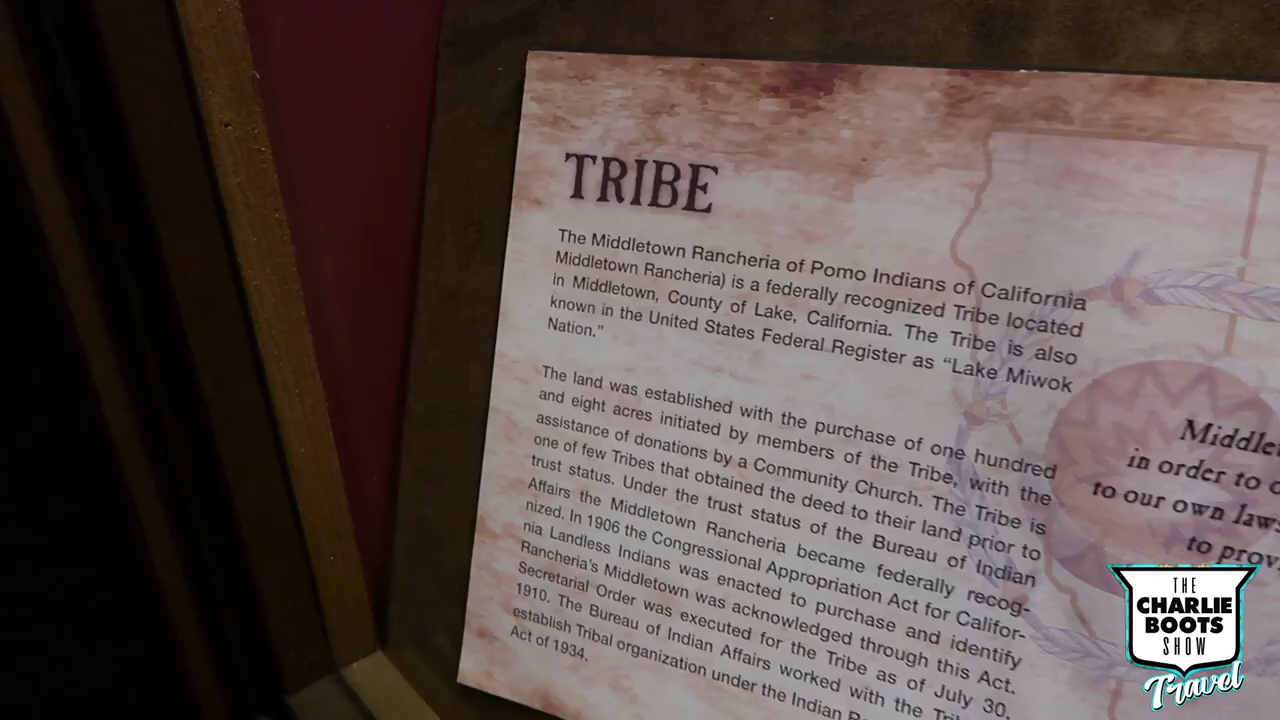 TRIBE
The Middletown Rancheria of Pomo Indians of California
Middletown Rancheria) is a federally recognized Tribe located
in Middletown, County of Lake, California. The Tribe is also
known in the United States Federal Register as “Lake Miwok
Nation.”
The land was established with the purchase of one hundred
and eight acres initiated by members of the Tribe, with the
assistance of donations by a Community Church. The Tribe is
one of few Tribes that obtained the deed to their land prior to
trust status. Under the trust status of the Bureau of Indian
Affairs the Middletown Rancheria became federally recog-
nized. In 1906 the Congressional Appropriation Act for Califor-
nia Landless Indians was enacted to purchase and identify
Rancheria's Middletown was acknowledged through this Act.
Secretarial Order was executed for the Tribe as of July 30,
1910. The Bureau of Indian Affairs worked with the
establish Tribal organization under the Indian
Act of 1934.
in order to
to our own
to
THE
CHARLIE
BOOTS
SHOW
Travel